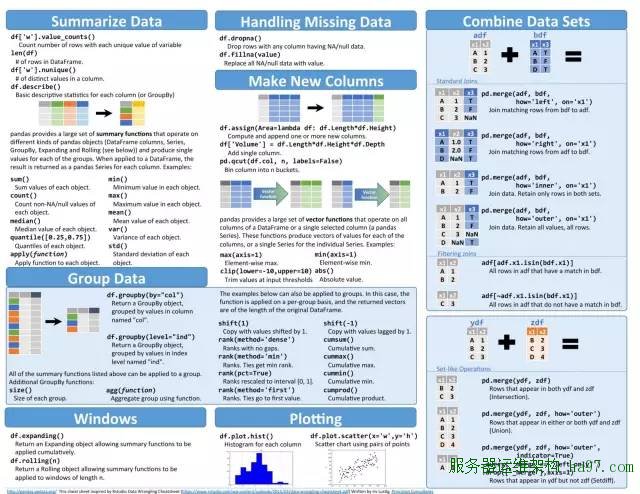 Summarize Data
df['w'].value_counts()
Count number of rows with each unique value of variable
len(df)
# of rows in DataFrame.
df['w'].nunique()
# of distinct values in a column.
df.describe()
Basic descriptive statistics for each column (or GroupBy)
pandas provides a large set of summary functions that operate on
different kinds of pandas objects (DataFrame columns, Series,
GroupBy, Expanding and Rolling (see below)) and produce single
values for each of the groups. When applied to a DataFrame, the
result is returned as a pandas Series for each column. Examples:
sum()
Sum values of each object.
count()
Count non-NA/null values of
each object.
median()
Median value of each object.
quantile([0.25,0.75])
Quantiles of each object.
apply(function)
Apply function to each object.
min()
Minimum value in each object.
max()
Maximum value in each object.
mean()
Mean value of each object.
var()
Variance of each object.
std()
Standard deviation of each
object.
Group Data
df.groupby(by="col")
Return a GroupBy object,
grouped by values in column
named "col".
df.groupby(level="ind")
Return a GroupBy object,
grouped by values in index
level named "ind".
All of the summary functions listed above can be applied to a group.
Additional GroupBy functions:
size()
Size of each group.
agg(function)
Aggregate group using function.
Windows
df.expanding()
Return an Expanding object allowing summary functions to be
applied cumulatively.
df.rolling(n)
Return a Rolling object allowing summary functions to be
applied to windows of length n.
Handling Missing Data
df.dropna()
Drop rows with any column having NA/null data.
df.fillna(value)
Replace all NA/null data with value.
Make New Columns
df.assign(Area=lambda df: df.Length*df.Height)
Compute and append one or more new columns.
df['Volume'] = df.Length*df.Height*df.Depth
Add single column.
pd.qcut(df.col, n, labels=False)
Bin column into n buckets.
Vector function
Vector function
pandas provides a large set of vector functions that operate on all
columns of a DataFrame or a single selected column (a pandas
Series). These functions produce vectors of values for each of the
columns, or a single Series for the individual Series. Examples:
max(axis=1)
Element-wise max.
clip(lower=-10,upper=10)
Trim values at input thresholds
min(axis=1)
Element-wise min.
abs()
Absolute value.
The examples below can also be applied to groups. In this case, the
function is applied on a per-group basis, and the returned vectors
are of the length of the original DataFrame.
shift(1)
Copy with values shifted by 1.
rank(method='dense')
Ranks with no gaps.
rank(method='min')
Ranks. Ties get min rank.
rank(pct=True)
Ranks rescaled to interval [0, 1].
rank(method='first')
Ranks. Ties go to first value.
shift(-1)
Copy with values lagged by 1.
cumsum()
Cumulative sum.
cummax()
Cumulative max.
cummin()
Cumulative min.
cumprod()
Cumulative product.
Plotting
df.plot.hist()
Histogram for each column
df.plot.scatter(x='w',y='h')
Scatter chart using pairs of points
Combine Data Sets
adf
bdf
x1 x2
A 1
B 2
C 3
+
x1 x3
A T
B F
D T
=
Standard Joins
x1 x2 x3
A 1 T
B 2 F
C 3 NaN
pd.merge(adf, bdf,
how='left', on='x1')
Join matching rows from bdf to adf.
x1 x2 x3
A 1.0 T
B 2.0 F
D NaN T
pd.merge(adf, bdf,
how='right', on='x1')
Join matching rows from adf to bdf.
x1 x2 x3
A 1 T
B 2 F
pd.merge(adf, bdf,
how='inner', on='x1')
Join data. Retain only rows in both sets.
x1 x2 x3
A 1 T
B 2 F
C 3 NaN
D NaN T
pd.merge(adf, bdf,
how='outer', on='x1')
Join data. Retain all values, all rows.
Filtering Joins
x1 x2
A 1
B 2
adf[adf.x1.isin(bdf.x1)]
All rows in adf that have a match in bdf.
x1 x2
C 3
adf[~adf.x1.isin(bdf.x1)]
All rows in adf that do not have a match in bdf.
ydf
zdf
x1 x2
A 1
B 2
C 3
+
x1 x2
B 2
C 3
D 4
=
Set-like Operations
x1 x2
B 2
C 3
pd.merge(ydf, zdf)
Rows that appear in both ydf and zdf
(Intersection).
x1 x2
A 1
B 2
C 3
D 4
pd.merge(ydf, zdf, how='outer')
Rows that appear in either or both ydf and zdf
(Union).
x1 x2
A 1
pd.merge(ydf, zdf, how='outer',
indicator=True)
Rows that appear in ydf but not zdf (Setdiff).
服务器运维架构 ha97.com
http://pandas.pydata.org/ This cheat sheet inspired by Rstudio Data Wrangling Cheatsheet